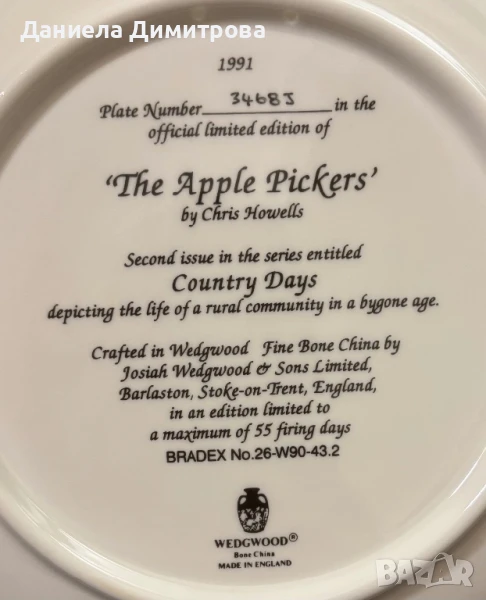 Даниела Димитрова
1991
Plate Number 3468J in the
official limited edition of
'The Apple Pickers'
by Chris Howells
Second issue in the series entitled
Country Days
depicting the life of a rural community in a bygone age.
Crafted in Wedgwood Fine Bone China by
Josiah Wedgwood & Sons Limited,
Barlaston, Stoke-on-Trent, England,
in an edition limited to
a maximum of 55 firing days
BRADEX No.26-W90-43.2
WEDGWOOD®
Bone China
MADE IN ENGLAND
BAZAR